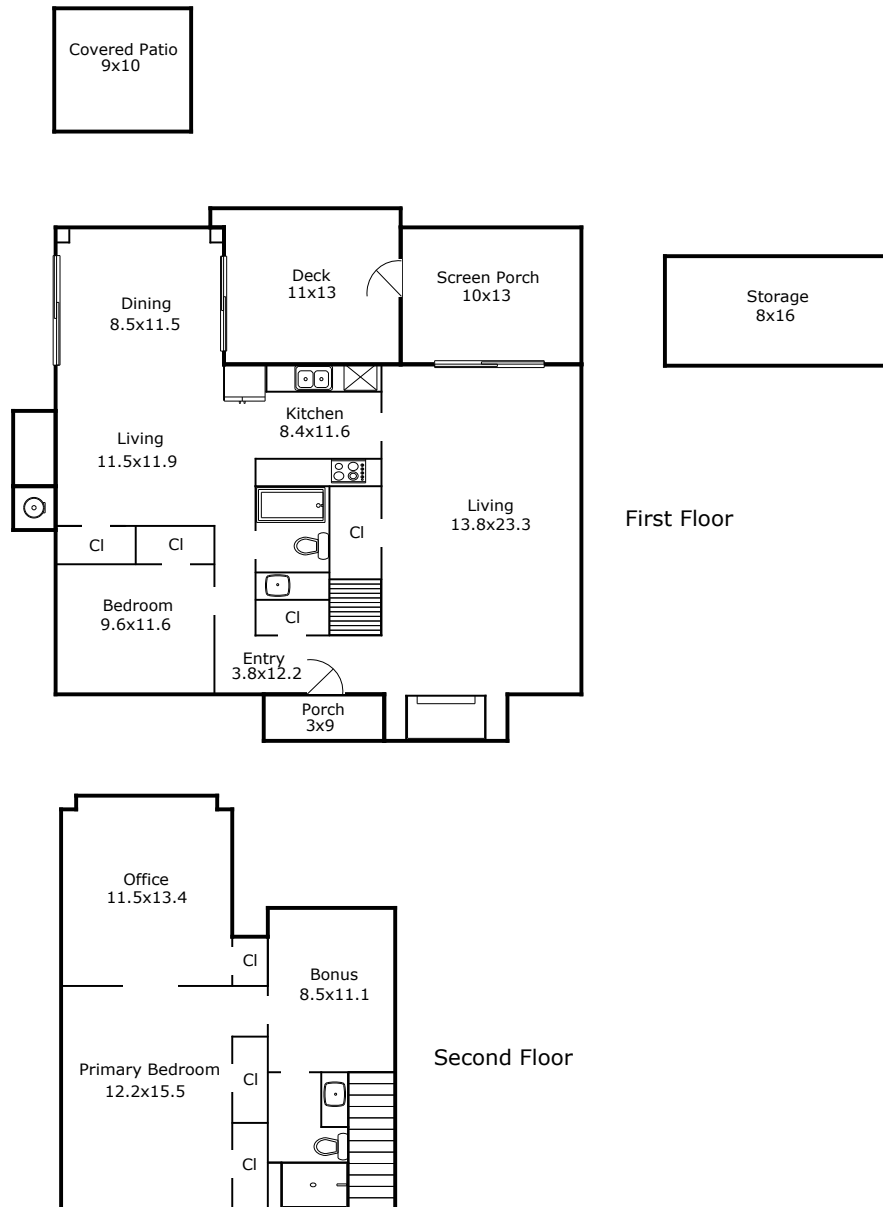 Covered Patio
9x10
Deck
11x13
Screen Porch
10x13
Storage
8x16
Dining
8.5x11.5
Kitchen
8.4x11.6
Living
11.5x11.9
Living
13.8x23.3
First Floor
Cl
Cl
Cl
Bedroom
9.6x11.6
Cl
Entry
3.8x12.2
Porch
3x9
Office
11.5x13.4
Cl
Bonus
8.5x11.1
Second Floor
Primary Bedroom
12.2x15.5
Cl
Cl